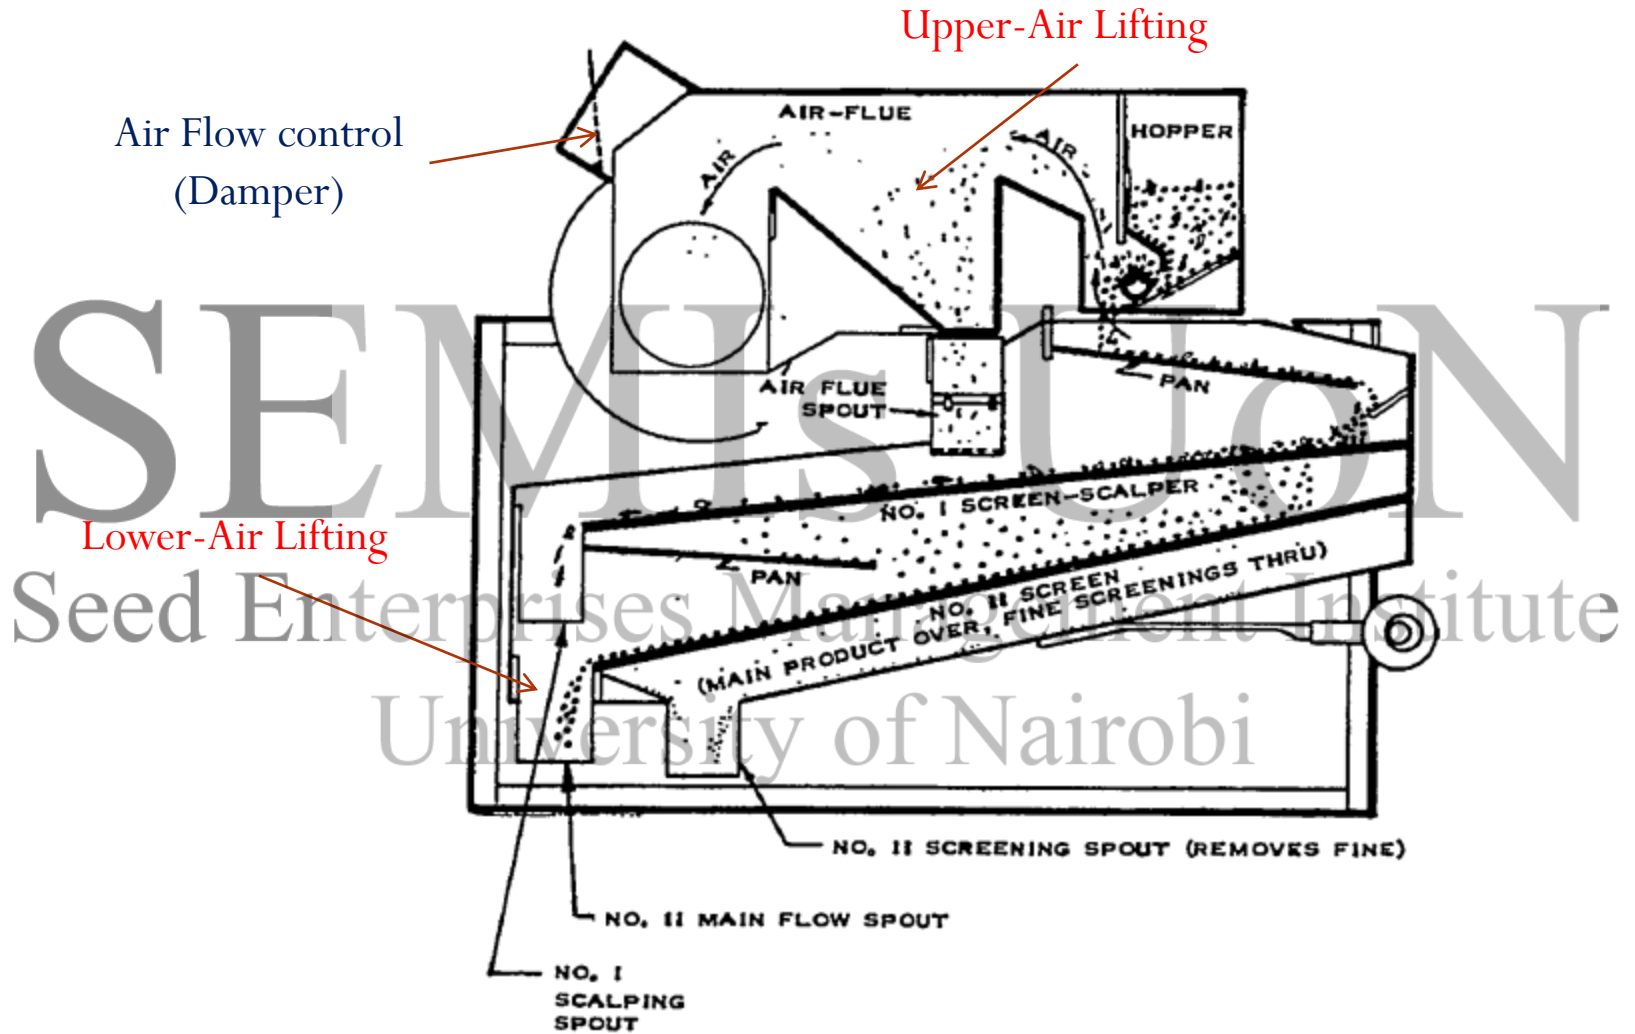 Upper-Air Lifting
Air Flow control
(Damper)
AIR-FLUE
HOPPER
AIR
AIR
PAN
AIR FLUE
SPOUT
NO. I SCREEN-SCALPER
SEMIs UoN
Lower-Air Lifting
PAN
NO. II SCREEN
(MAIN PRODUCT OVER, FINE SCREENINGS THRU)
Seed Enterprises Management Institute
University of Nairobi
NO. II SCREENING SPOUT (REMOVES FINE)
NO. II MAIN FLOW SPOUT
NO. I
SCALPING
SPOUT